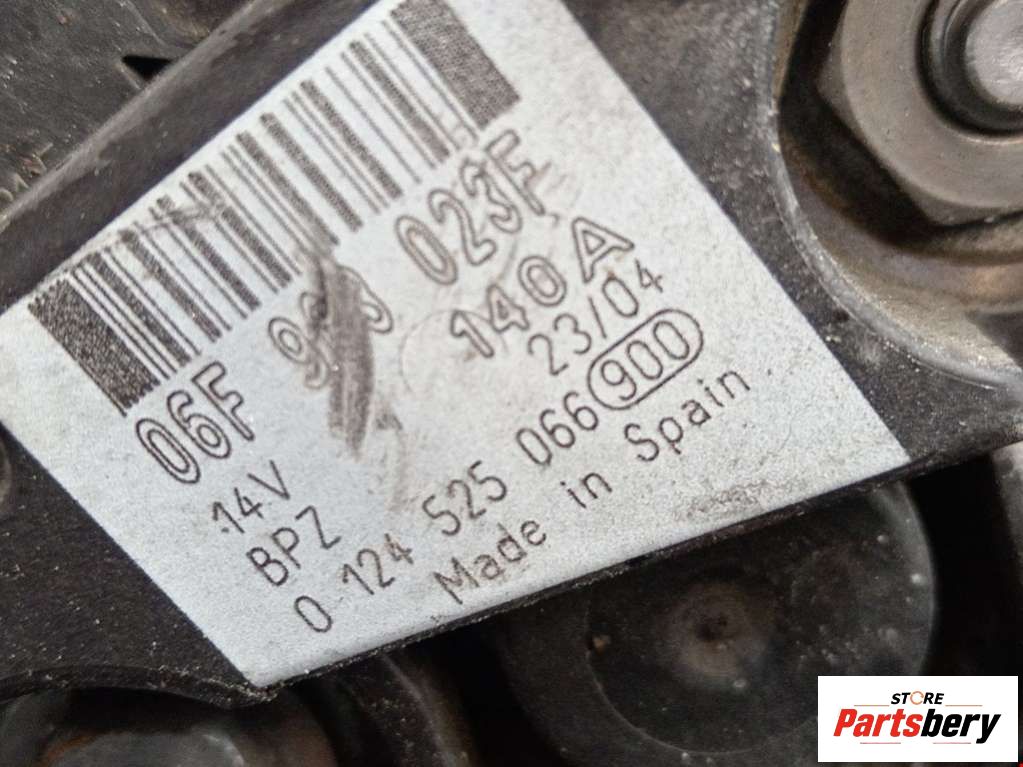 06F 023F
14V 140A
BPZ 23/04
0 124 525 066 900
Made in Spain
STORE
Partsbery